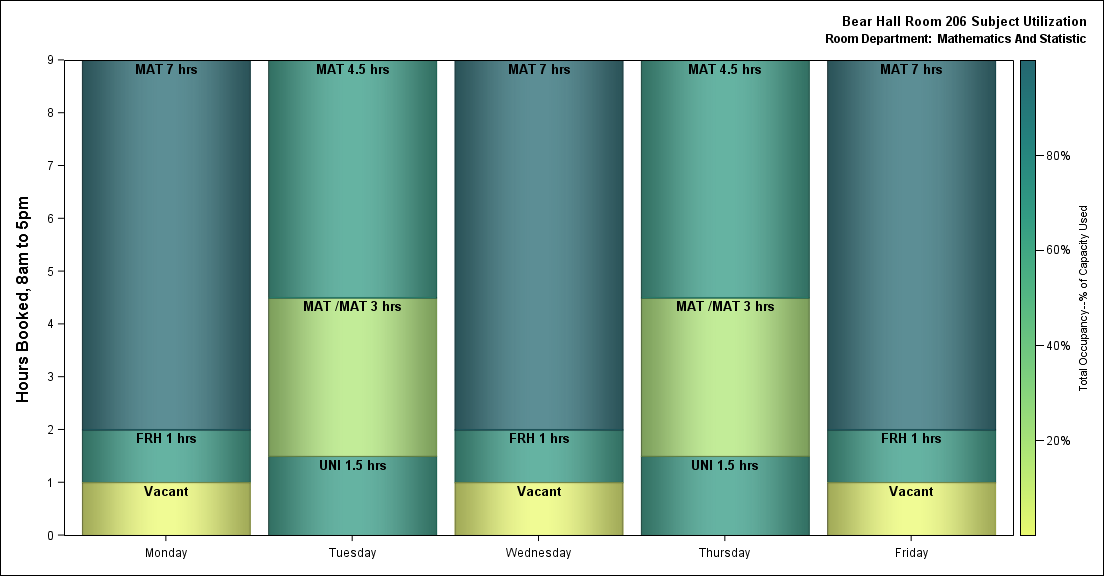 Bear Hall Room 206 Subject Utilization
Room Department: Mathematics And Statistic
Hours Booked, 8am to 5pm
9
8
7
6
5
4
3
2
1
0
MAT 7 hrs
FRH 1 hrs
Vacant
MAT 4.5 hrs
MAT /MAT 3 hrs
UNI 1.5 hrs
MAT 7 hrs
FRH 1 hrs
Vacant
MAT 4.5 hrs
MAT /MAT 3 hrs
UNI 1.5 hrs
MAT 7 hrs
FRH 1 hrs
Vacant
Monday
Tuesday
Wednesday
Thursday
Friday
80%
60%
40%
20%
Total Occupancy--% of Capacity Used